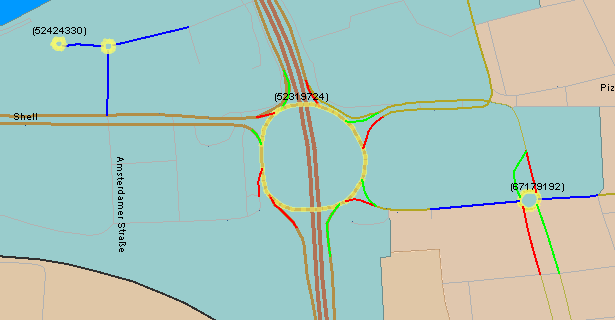 (52424330)
(52319724)
Piz
Shell
Amsterdamer Straße
(67179192)